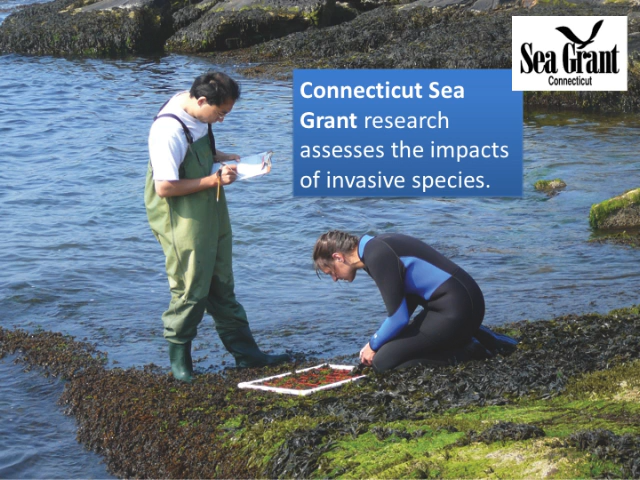 Sea Grant
Connecticut
Connecticut Sea
Grant research
assesses the impacts
of invasive species.